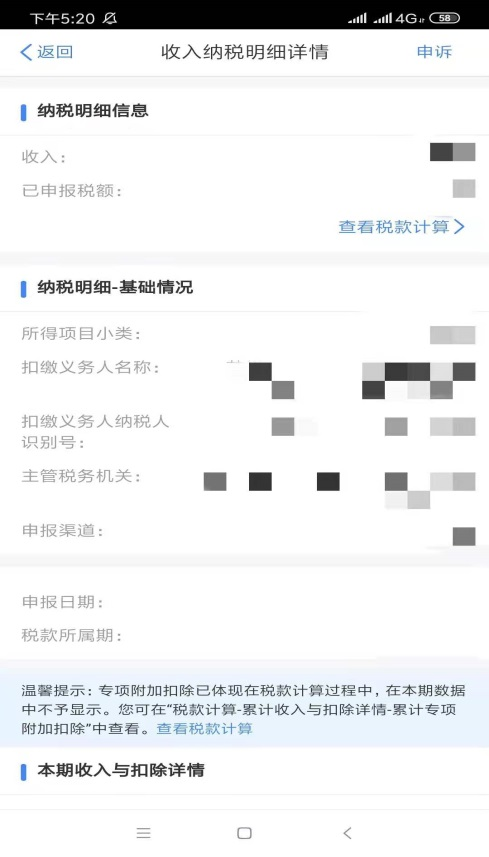 下午5:20
4G
58
返回
收入纳税明细详情
申诉
纳税明细信息
收入：
已申报税额：
查看税款计算
纳税明细-基础情况
所得项目小类：
扣缴义务人名称：
扣缴义务人纳税人
识别号：
主管税务机关：
申报渠道：
申报日期：
税款所属期：
温馨提示：专项附加扣除已体现在税款计算过程中，在本期数据
中不予显示。您可在“税款计算-累计收入与扣除详情-累计专项
附加扣除”中查看。查看税款计算
本期收入与扣除详情